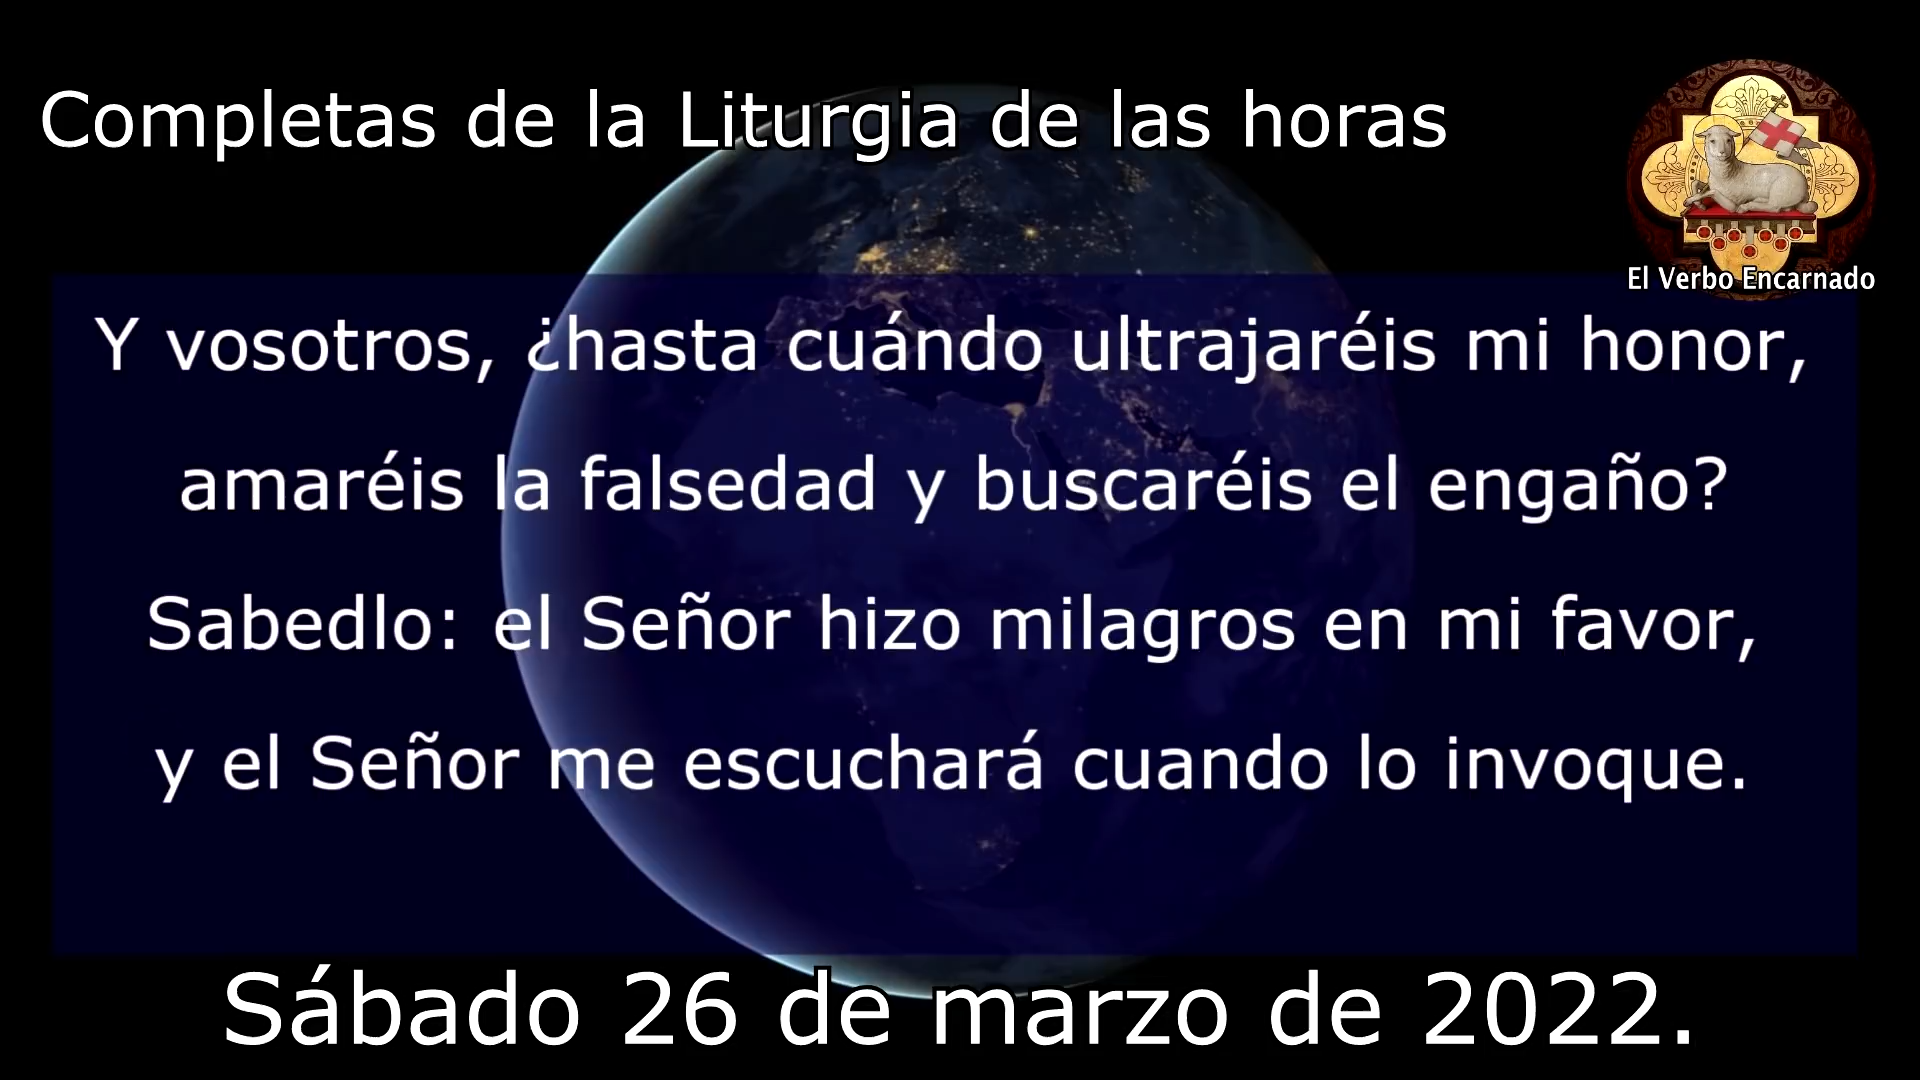 Completas de la Liturgia de las horas
El Verbo Encarnado
Y vosotros, ¿hasta cuándo ultrajaréis mi honor,
amaréis la falsedad y buscaréis el engaño?
Sabedlo: el Señor hizo milagros en mi favor,
y el Señor me escuchará cuando lo invoque.
Sábado 26 de marzo de 2022.